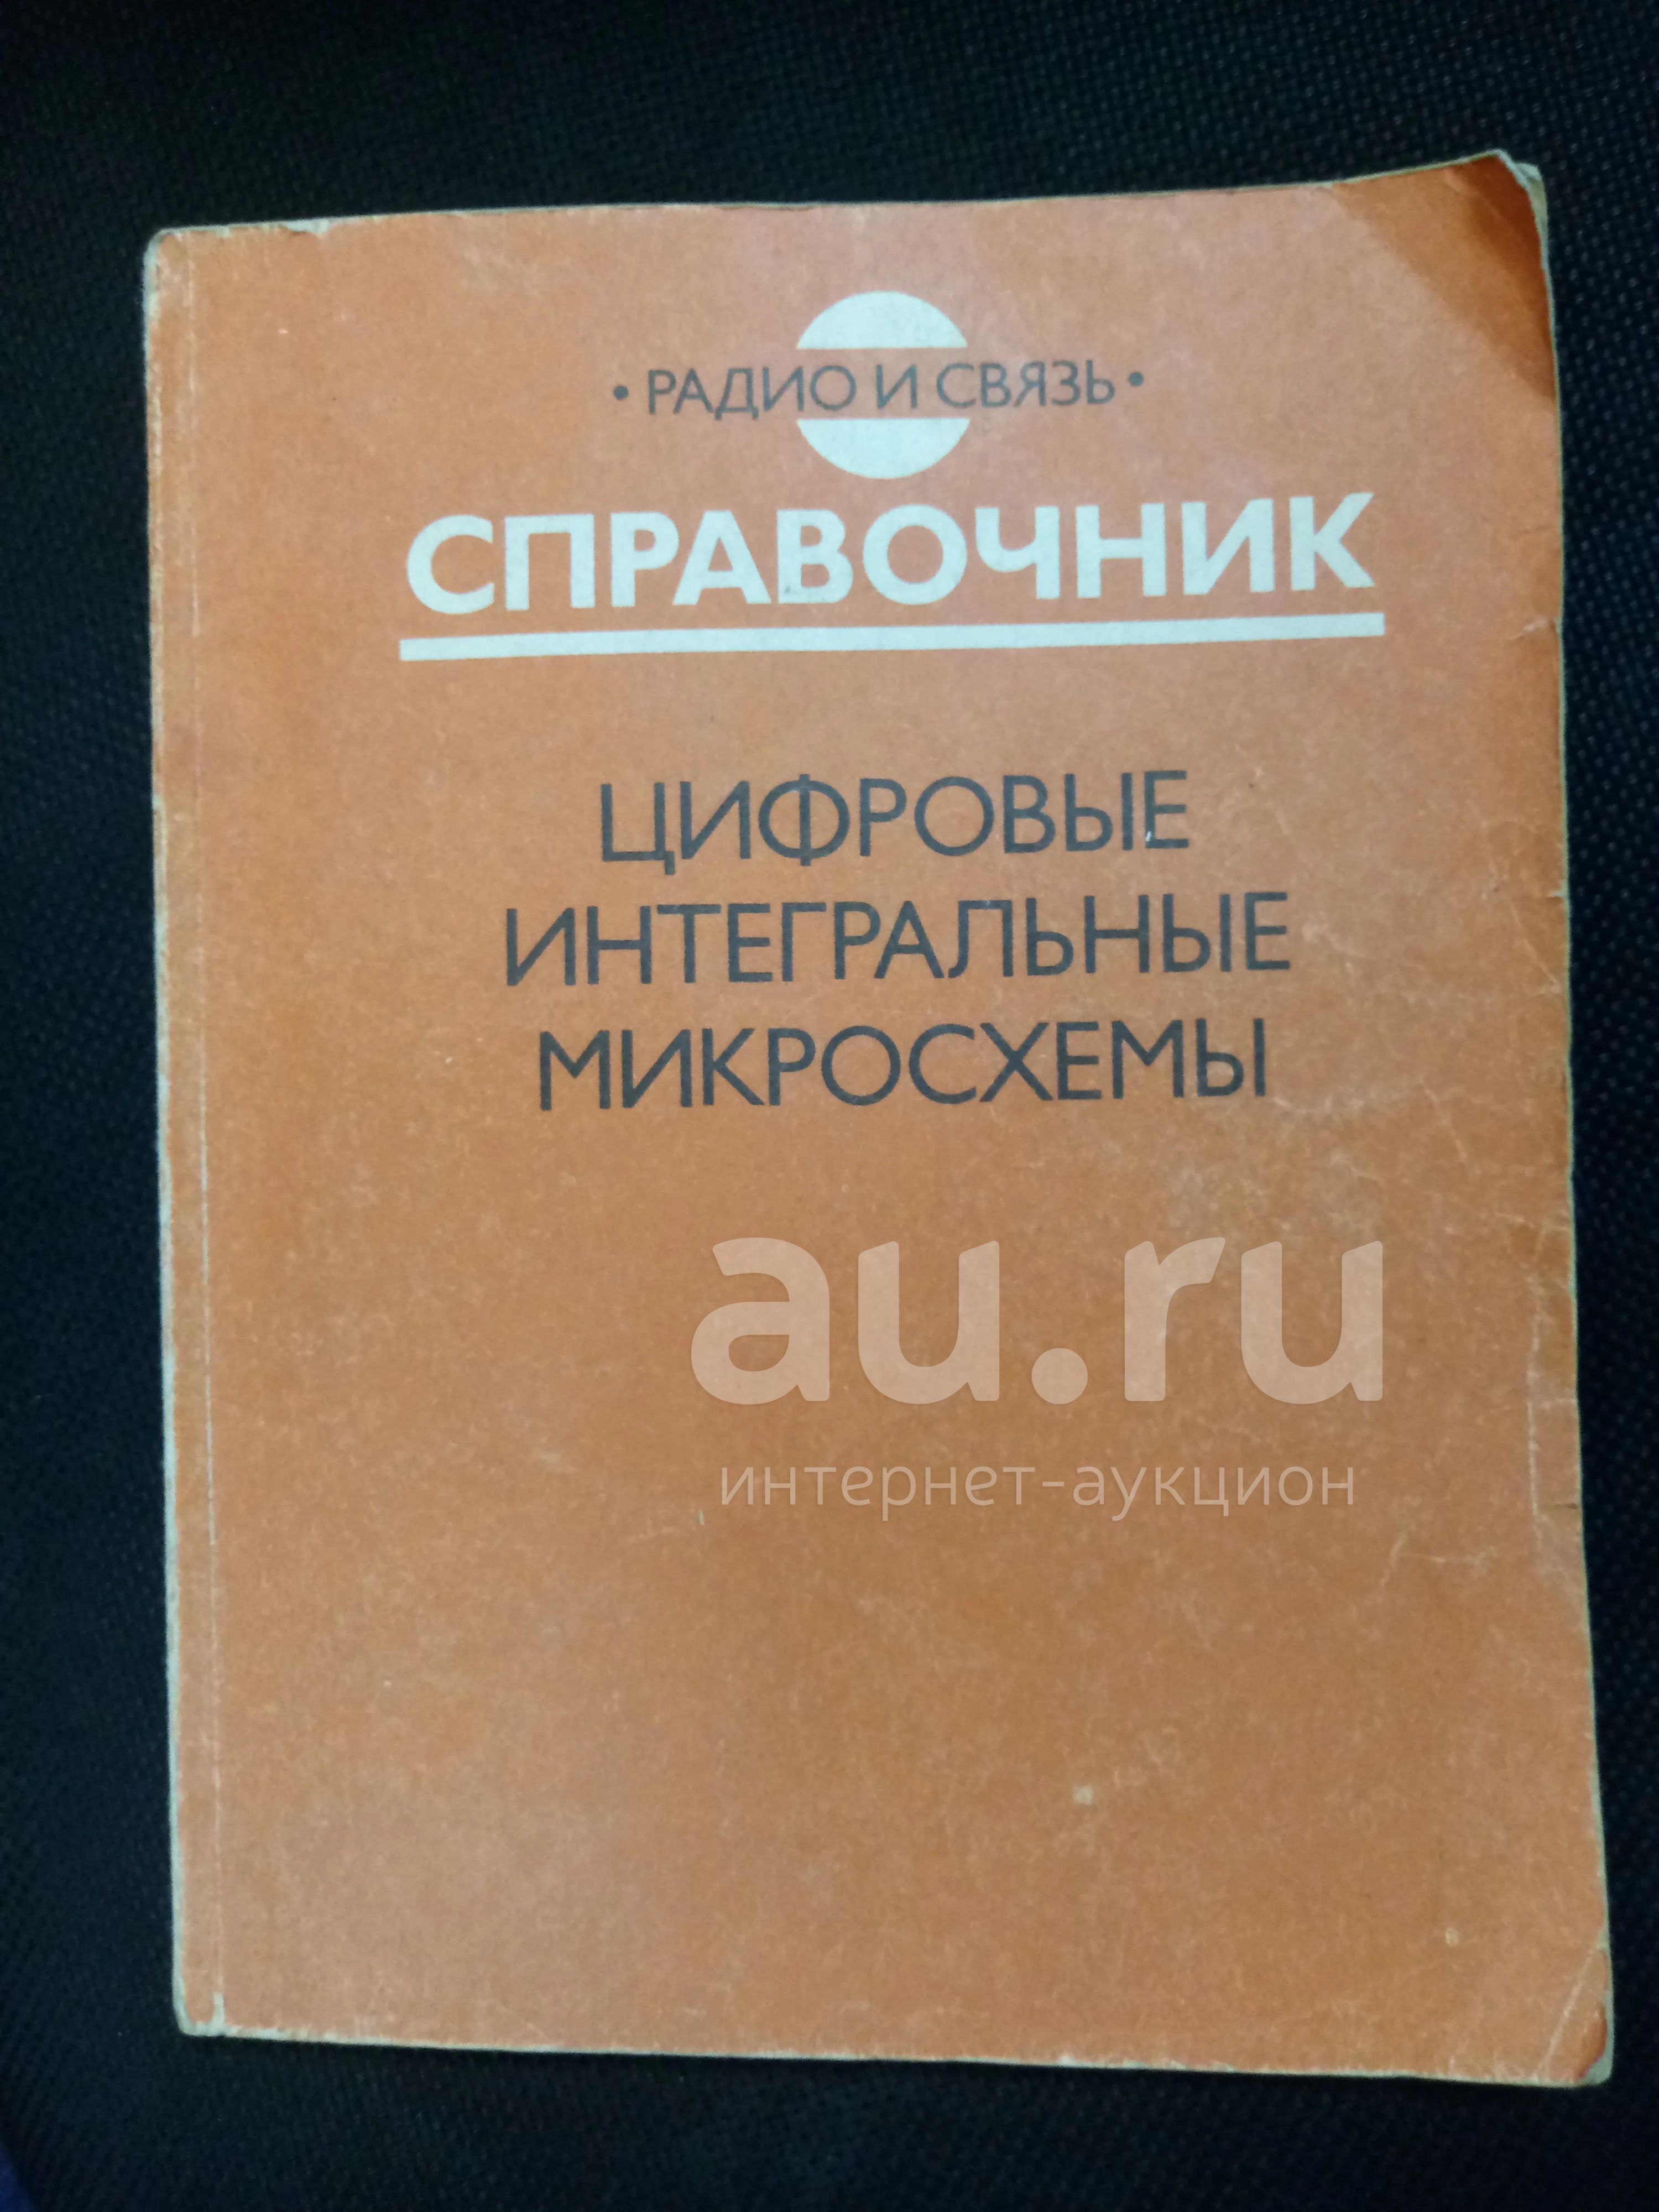 • РАДИО И СВЯЗЬ •
СПРАВОЧНИК
ЦИФРОВЫЕ
ИНТЕГРАЛЬНЫЕ
МИКРОСХЕМЫ
au.ru
интернет-аукцион